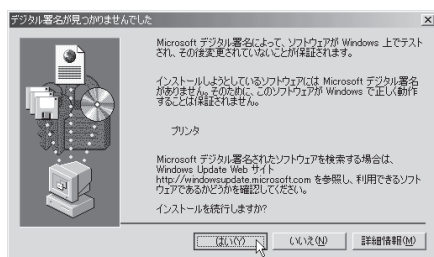 デジタル署名が見つかりませんでした
Microsoft デジタル署名によって、ソフトウェアが Windows 上でテスト
され、その後変更されていないことが保証されます。
インストールしようとしているソフトウェアには Microsoft デジタル署名
がありません。そのために、このソフトウェアが Windows で正しく動作
することは保証されません。
プリンタ
Microsoft デジタル署名されたソフトウェアを検索する場合は、
Windows Update Web サイト
http://windowsupdate.microsoft.com を参照し、利用できるソフト
ウェアであるかどうかを確認してください。
インストールを続行しますか?
はい(Y) いいえ(N) 詳細情報(M)